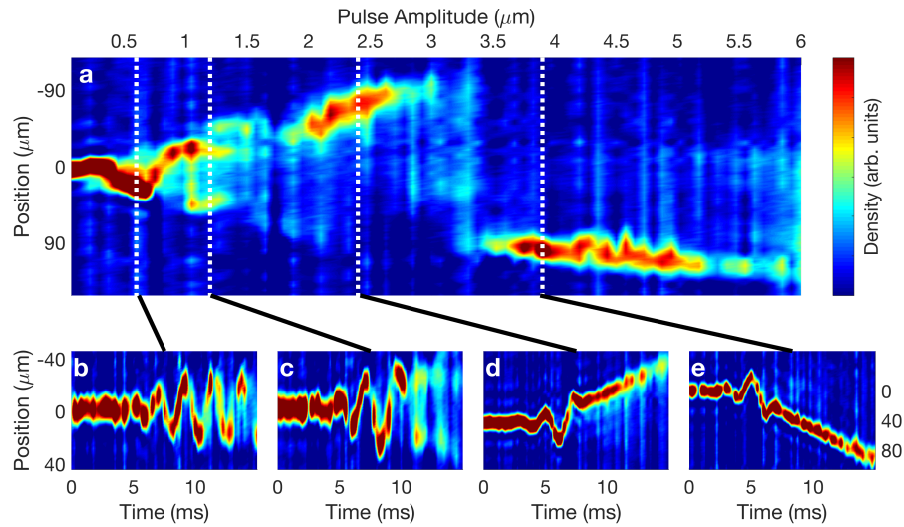 Pulse Amplitude (μm)
0.5 1 1.5 2 2.5 3 3.5 4 4.5 5 5.5 6
a
-90
0
90
Position (μm)
Density (arb. units)
b c d e
-40
0
40
Position (μm)
0
40
80
0 5 10 0 5 10 0 5 10 0 5 10
Time (ms) Time (ms) Time (ms) Time (ms)